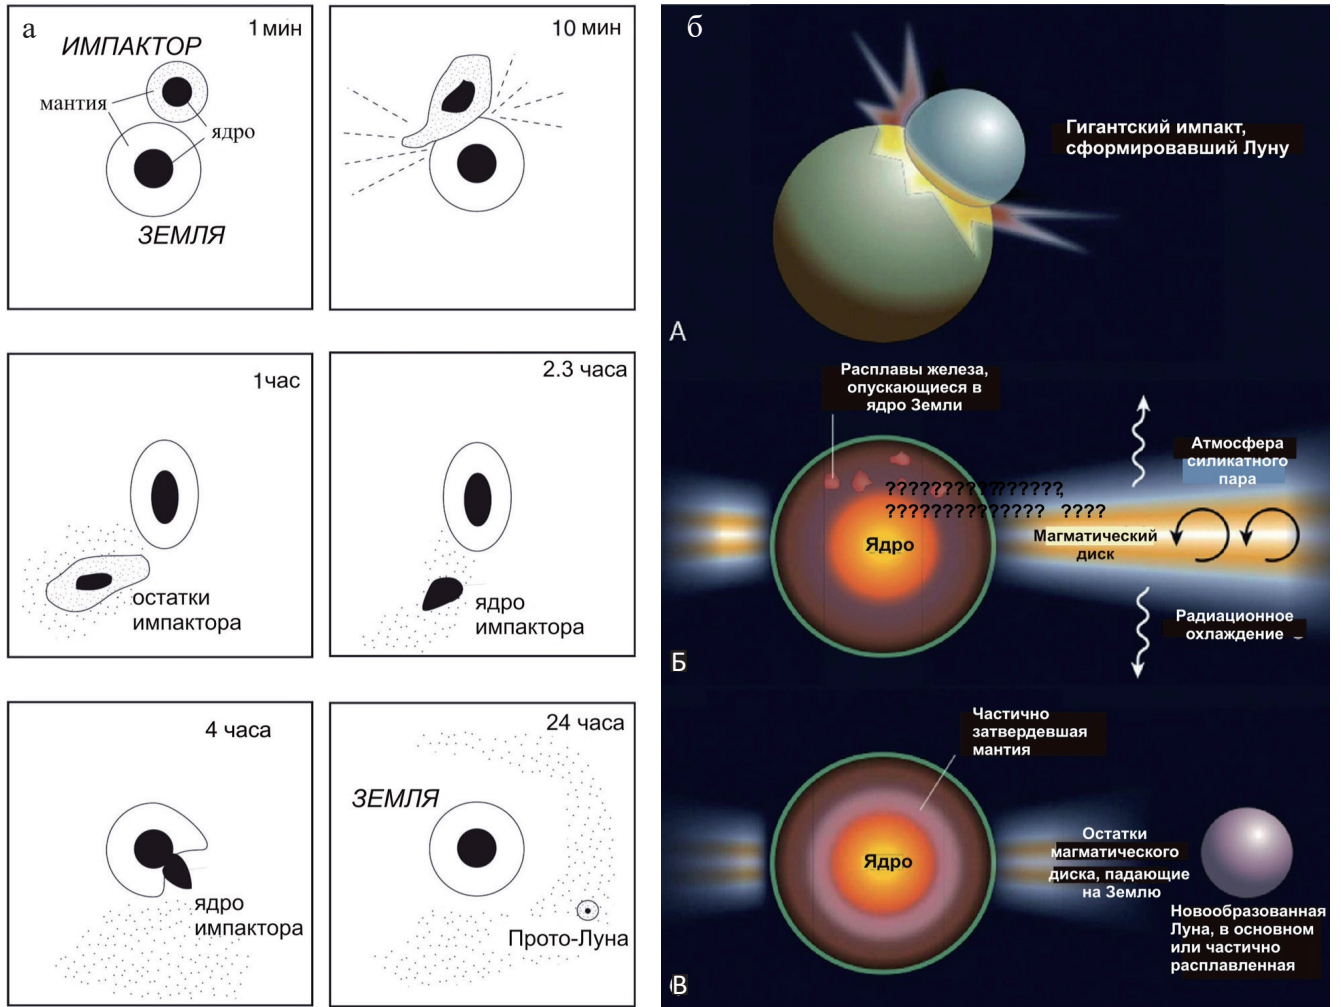 а
1 мин
ИМПАКТОР
мантия
ядро
ЗЕМЛЯ
10 мин
1час
остатки
импактора
2.3 часа
ядро
импактора
4 часа
ядро
импактора
24 часа
ЗЕМЛЯ
Прото-Луна
б
Гигантский импакт,
сформировавший Луну
А
Расплавы железа,
опускающиеся в
ядро Земли
Атмосфера
силикатного
пара
????????????????,
?????????????? ????
Ядро
Магматический
диск
Радиационное
охлаждение
Б
Частично
затвердевшая
мантия
Ядро
Остатки
магматического
диска, падающие
на Землю
Новообразованная
Луна, в основном
или частично
расплавленная
В